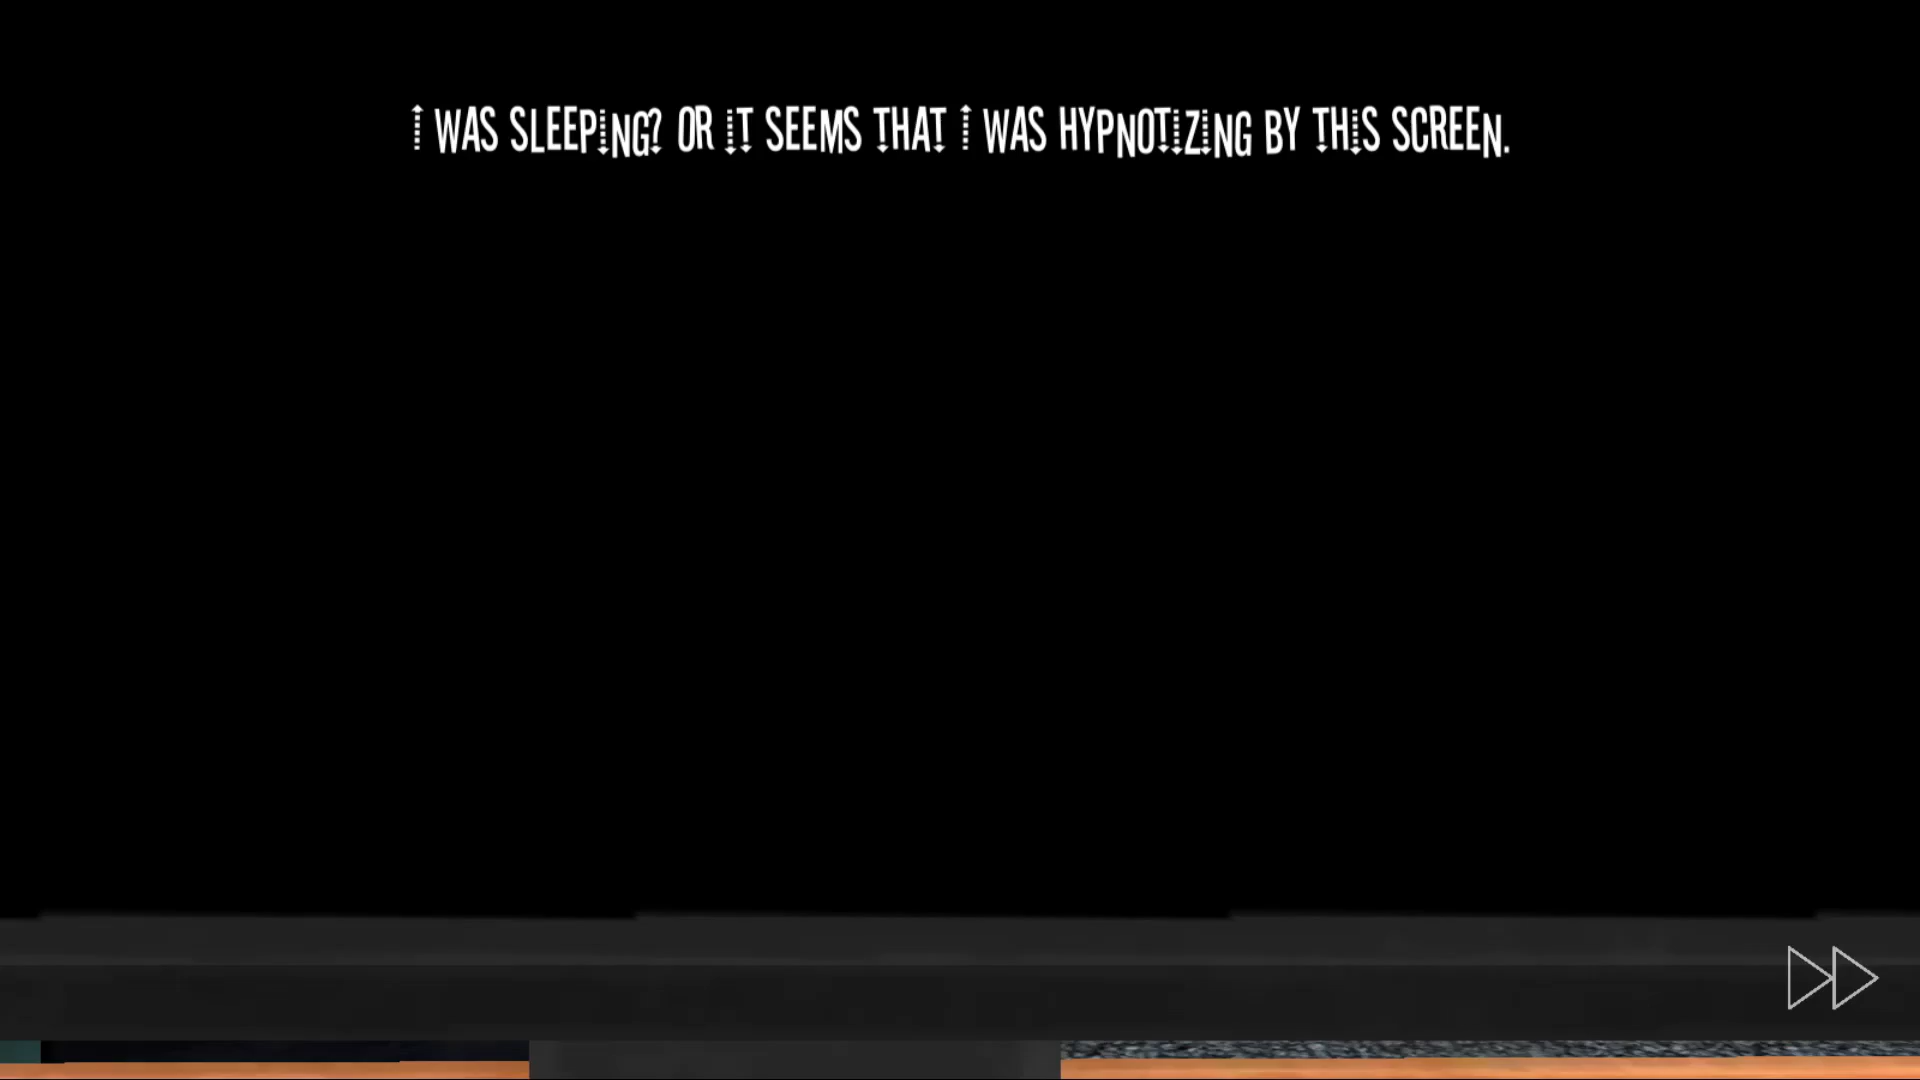 I WAS SLEEPING? OR IT SEEMS THAT I WAS HYPNOTIZING BY THIS SCREEN.